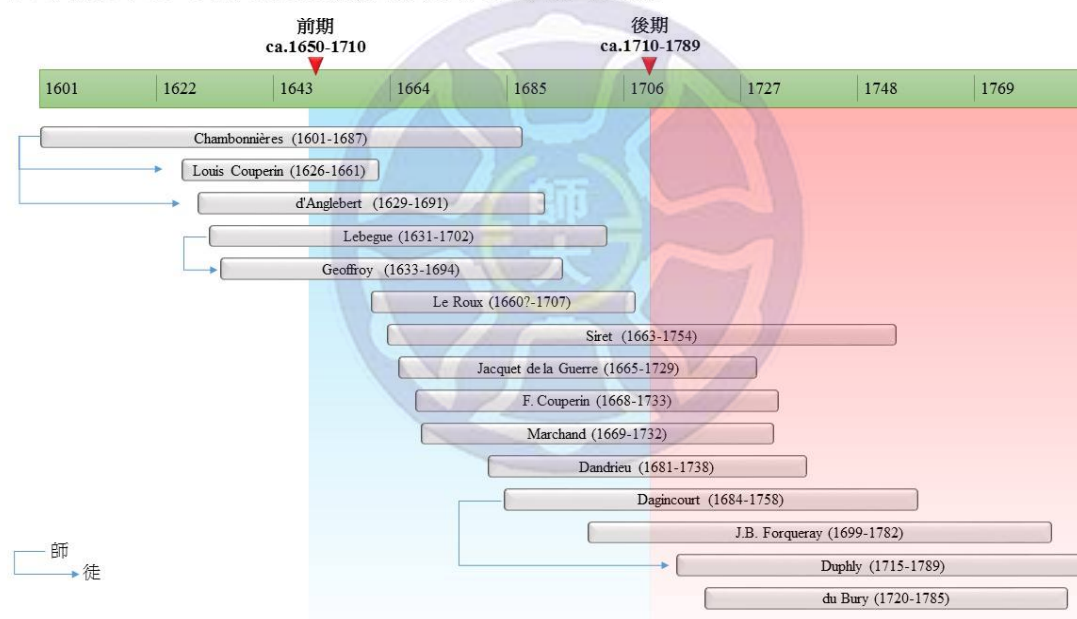 前期
ca.1650-1710
後期
ca.1710-1789
1601 1622 1643 1664 1685 1706 1727 1748 1769
Chambonnières (1601-1687)
Louis Couperin (1626-1661)
d'Anglebert (1629-1691)
Lebegue (1631-1702)
Geoffroy (1633-1694)
Le Roux (1660?-1707)
Siret (1663-1754)
Jacquet de la Guerre (1665-1729)
F. Couperin (1668-1733)
Marchand (1669-1732)
Dandrieu (1681-1738)
Dagincourt (1684-1758)
J.B. Forqueray (1699-1782)
Duphly (1715-1789)
du Bury (1720-1785)
師
徒
師大